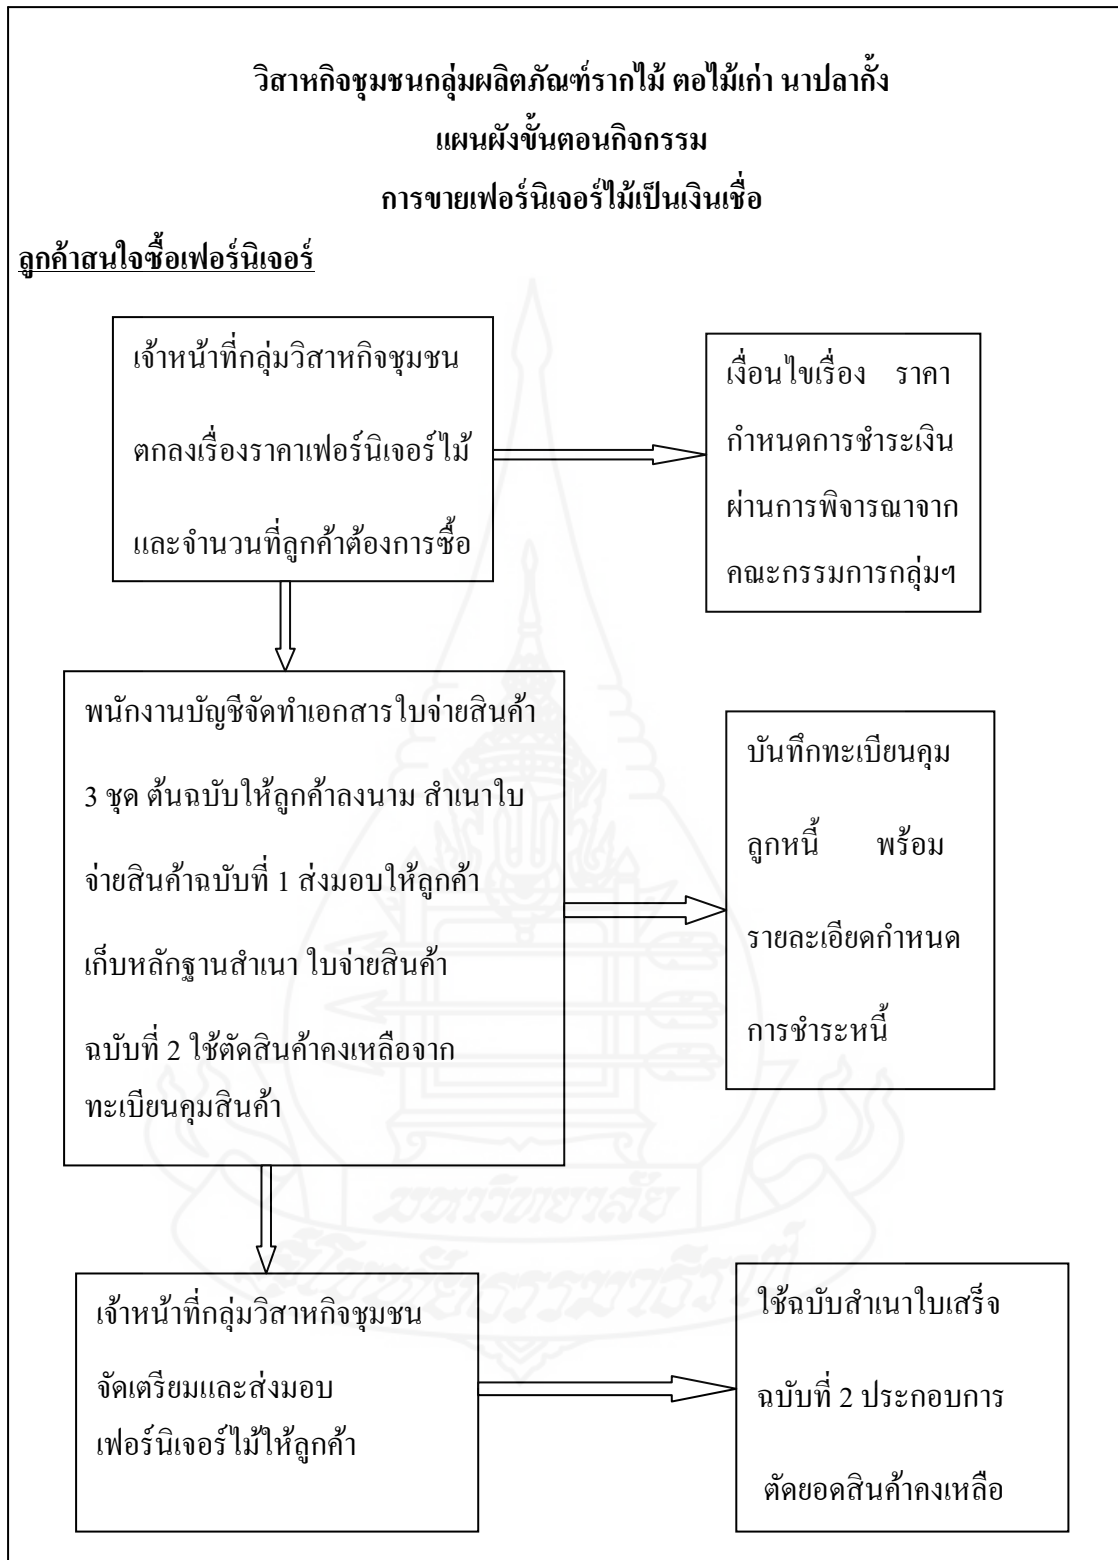 วิสาหกิจชุมชนกลุ่มผลิตภัณฑ์รากไม้ ตอไม้เก่า นาปลากั้ง
แผนผังขั้นตอนกิจกรรม
การขายเฟอร์นิเจอร์ไม้เป็นเงินเชื่อ
ลูกค้าสนใจซื้อเฟอร์นิเจอร์
เจ้าหน้าที่กลุ่มวิสาหกิจชุมชน
ตกลงเรื่องราคาเฟอร์นิเจอร์ไม้
และจำนวนที่ลูกค้าต้องการซื้อ
เงื่อนไขเรื่อง ราคา
กำหนดการชำระเงิน
ผ่านการพิจารณาจาก
คณะกรรมการกลุ่มฯ
พนักงานบัญชีจัดทำเอกสารใบจ่ายสินค้า
3 ชุด ต้นฉบับให้ลูกค้าลงนาม สำเนาใบ
จ่ายสินค้าฉบับที่ 1 ส่งมอบให้ลูกค้า
เก็บหลักฐานสำเนา ใบจ่ายสินค้า
ฉบับที่ 2 ใช้ตัดสินค้าคงเหลือจาก
ทะเบียนคุมสินค้า
บันทึกทะเบียนคุม
ลูกหนี้ พร้อม
รายละเอียดกำหนด
การชำระหนี้
เจ้าหน้าที่กลุ่มวิสาหกิจชุมชน
จัดเตรียมและส่งมอบ
เฟอร์นิเจอร์ไม้ให้ลูกค้า
ใช้ฉบับสำเนาใบเสร็จ
ฉบับที่ 2 ประกอบการ
ตัดยอดสินค้าคงเหลือ
มหาวิทยาลัย
สุโขทัยธรรมาธิราช